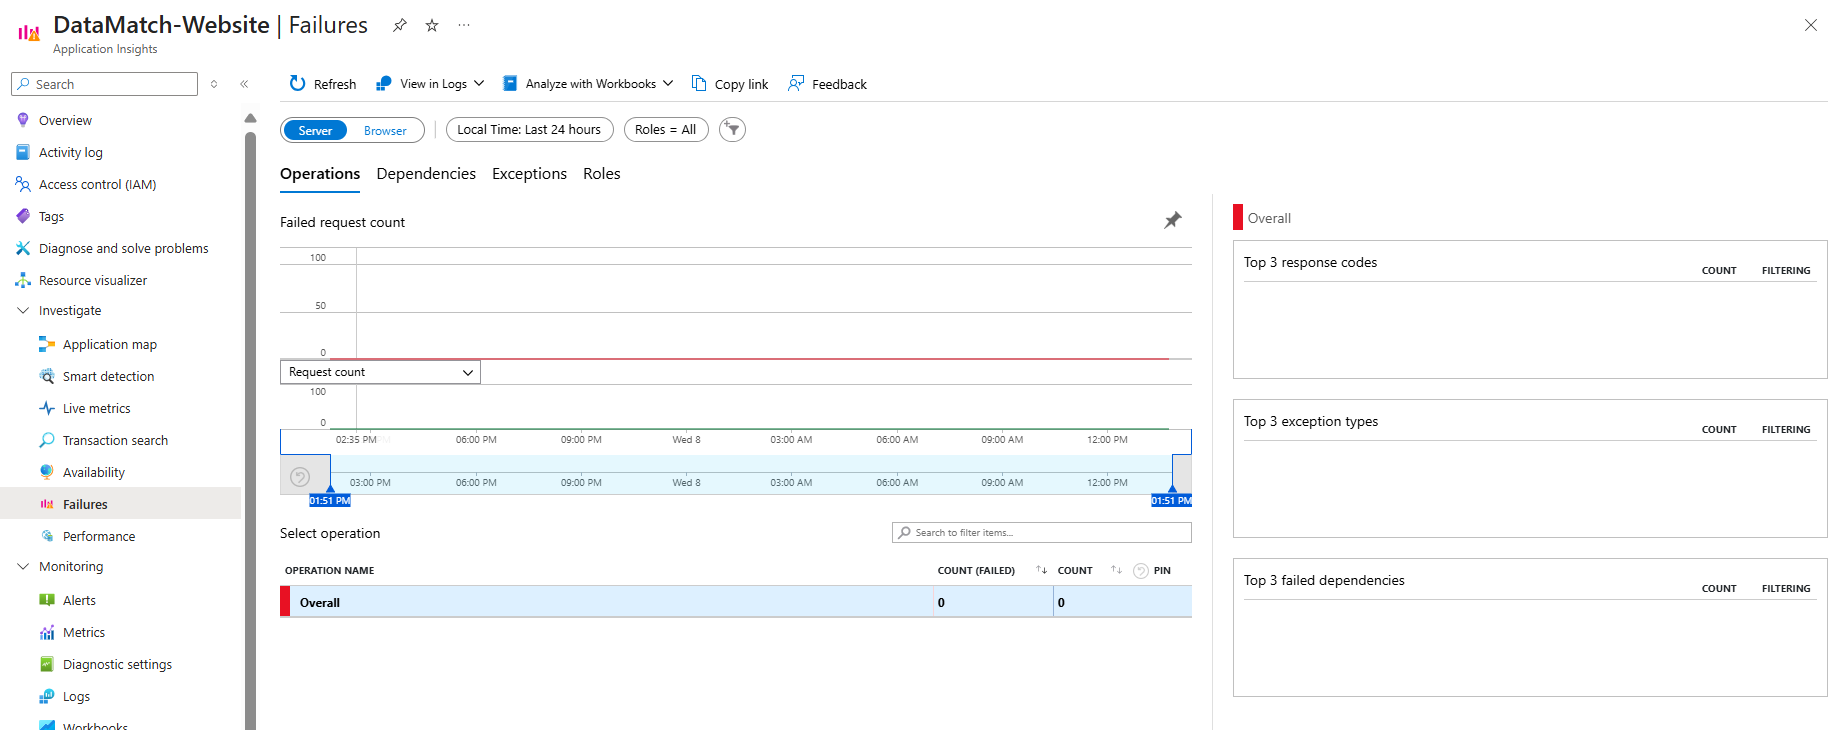 DataMatch-Website | Failures
Application Insights
Search
Refresh
View in Logs
Analyze with Workbooks
Copy link
Feedback
Overview
Activity log
Access control (IAM)
Tags
Diagnose and solve problems
Resource visualizer
Investigate
Application map
Smart detection
Live metrics
Transaction search
Availability
Failures
Performance
Monitoring
Alerts
Metrics
Diagnostic settings
Logs
Workbooks
Server
Browser
Local Time: Last 24 hours
Roles = All
Operations
Dependencies
Exceptions
Roles
Failed request count
100
50
0
Request count
100
0
02:35 PM 06:00 PM 09:00 PM Wed 8 03:00 AM 06:00 AM 09:00 AM 12:00 PM
03:00 PM 06:00 PM 09:00 PM Wed 8 03:00 AM 06:00 AM 09:00 AM 12:00 PM
01:51 PM 01:51 PM
Select operation
Search to filter items...
OPERATION NAME COUNT (FAILED) COUNT PIN
Overall 0 0
Overall
Top 3 response codes COUNT FILTERING
Top 3 exception types COUNT FILTERING
Top 3 failed dependencies COUNT FILTERING